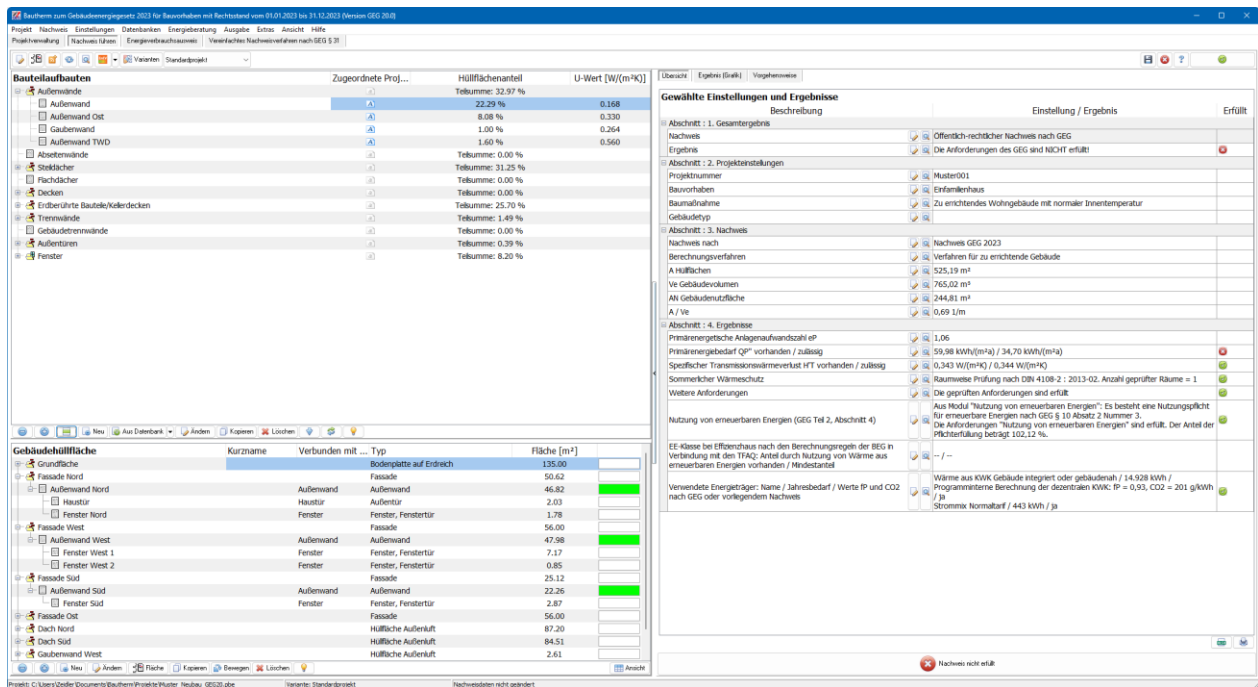 Bautherm zum Gebäudeenergiegesetz 2023 für Bauvorhaben mit Rechtsstand vom 01.01.2023 bis 31.12.2023 (Version GEG 20.0)
Projekt Nachweis Einstellungen Datenbanken Energieberatung Ausgabe Extras Ansicht Hilfe
Projektverwaltung Nachweis führen Energieverbrauchsausweis Vereinfachtes Nachweisverfahren nach GEG § 31
Varianten Standardprojekt
Bauteilaufbauten Zugeordnete Proj... Hüllflächenanteil U-Wert [W/(m²K)]
Außenwände Teilsumme: 32.97 %
Außenwand 22.29 % 0.168
Außenwand Ost 8.08 % 0.330
Gaubenwand 1.00 % 0.264
Außenwand TWD 1.60 % 0.560
Abseitenwände Teilsumme: 0.00 %
Steildächer Teilsumme: 31.25 %
Flachdächer Teilsumme: 0.00 %
Decken Teilsumme: 0.00 %
Erdberührte Bauteile/Kellerdecken Teilsumme: 25.70 %
Trennwände Teilsumme: 1.49 %
Gebäudetrennwände Teilsumme: 0.00 %
Außentüren Teilsumme: 0.39 %
Fenster Teilsumme: 8.20 %
Neu Aus Datenbank Ändern Kopieren Löschen
Gebäudehüllfläche Kurzname Verbunden mit ... Typ Fläche [m²]
Grundfläche Bodenplatte auf Erdreich 135.00
Fassade Nord Fassade 50.62
Außenwand Nord Außenwand Außenwand 46.82
Haustür Haustür Außentür 2.03
Fenster Nord Fenster Fenster, Fenstertür 1.78
Fassade West Fassade 56.00
Außenwand West Außenwand Außenwand 47.98
Fenster West 1 Fenster Fenster, Fenstertür 7.17
Fenster West 2 Fenster Fenster, Fenstertür 0.85
Fassade Süd Fassade 25.12
Außenwand Süd Außenwand Außenwand 22.26
Fenster Süd Fenster Fenster, Fenstertür 2.87
Fassade Ost Fassade 56.00
Dach Nord Hüllfläche Außenluft 87.20
Dach Süd Hüllfläche Außenluft 84.51
Gaubenwand West Hüllfläche Außenluft 2.61
Neu Ändern Fläche Kopieren Bewegen Löschen Ansicht
Übersicht Ergebnis (Grafik) Vorgehensweise
Gewählte Einstellungen und Ergebnisse
Beschreibung Einstellung / Ergebnis Erfüllt
Abschnitt : 1. Gesamtergebnis
Nachweis Öffentlich-rechtlicher Nachweis nach GEG
Ergebnis Die Anforderungen des GEG sind NICHT erfüllt!
Abschnitt : 2. Projekteinstellungen
Projektnummer Muster001
Bauvorhaben Einfamilienhaus
Baumaßnahme Zu errichtendes Wohngebäude mit normaler Innentemperatur
Gebäudetyp
Abschnitt : 3. Nachweis
Nachweis nach Nachweis GEG 2023
Berechnungsverfahren Verfahren für zu errichtende Gebäude
A Hüllflächen 525,19 m²
Ve Gebäudevolumen 765,02 m³
AN Gebäudenutzfläche 244,81 m²
A / Ve 0,69 1/m
Abschnitt : 4. Ergebnisse
Primärenergetische Anlagenaufwandszahl eP 1,06
Primärenergiebedarf QP" vorhanden / zulässig 59,98 kWh/(m²a) / 34,70 kWh/(m²a)
Spezifischer Transmissionswärmeverlust H'T vorhanden / zulässig 0,343 W/(m²K) / 0,344 W/(m²K)
Sommerlicher Wärmeschutz Raumweise Prüfung nach DIN 4108-2 : 2013-02. Anzahl geprüfter Räume = 1
Weitere Anforderungen Die geprüften Anforderungen sind erfüllt
Nutzung von erneuerbaren Energien (GEG Teil 2, Abschnitt 4)
Aus Modul "Nutzung von erneuerbaren Energien": Es besteht eine Nutzungspflicht
für erneuerbare Energien nach GEG § 10 Absatz 2 Nummer 3.
Die Anforderungen "Nutzung von erneuerbaren Energien" sind erfüllt. Der Anteil der
Pflichterfüllung beträgt 102,12 %.
EE-Klasse bei Effizienzhaus nach den Berechnungsregeln der BEG in
Verbindung mit den TFAQ: Anteil durch Nutzung von Wärme aus
erneuerbaren Energien vorhanden / Mindestanteil
-- / --
Verwendete Energieträger: Name / Jahresbedarf / Werte fP und CO2
nach GEG oder vorliegendem Nachweis
Wärme aus KWK Gebäude integriert oder gebäudenah / 14.928 kWh /
Programminterne Berechnung der dezentralen KWK: fP = 0,93, CO2 = 201 g/kWh
/ ja
Strommix Normaltarif / 443 kWh / ja
Nachweis nicht erfüllt
Projekt: C:\Users\Zeidler\Documents\Bautherm\Projekte\Muster_Neubau_GEG20.pbe Variante: Standardprojekt Nachweisdaten nicht geändert